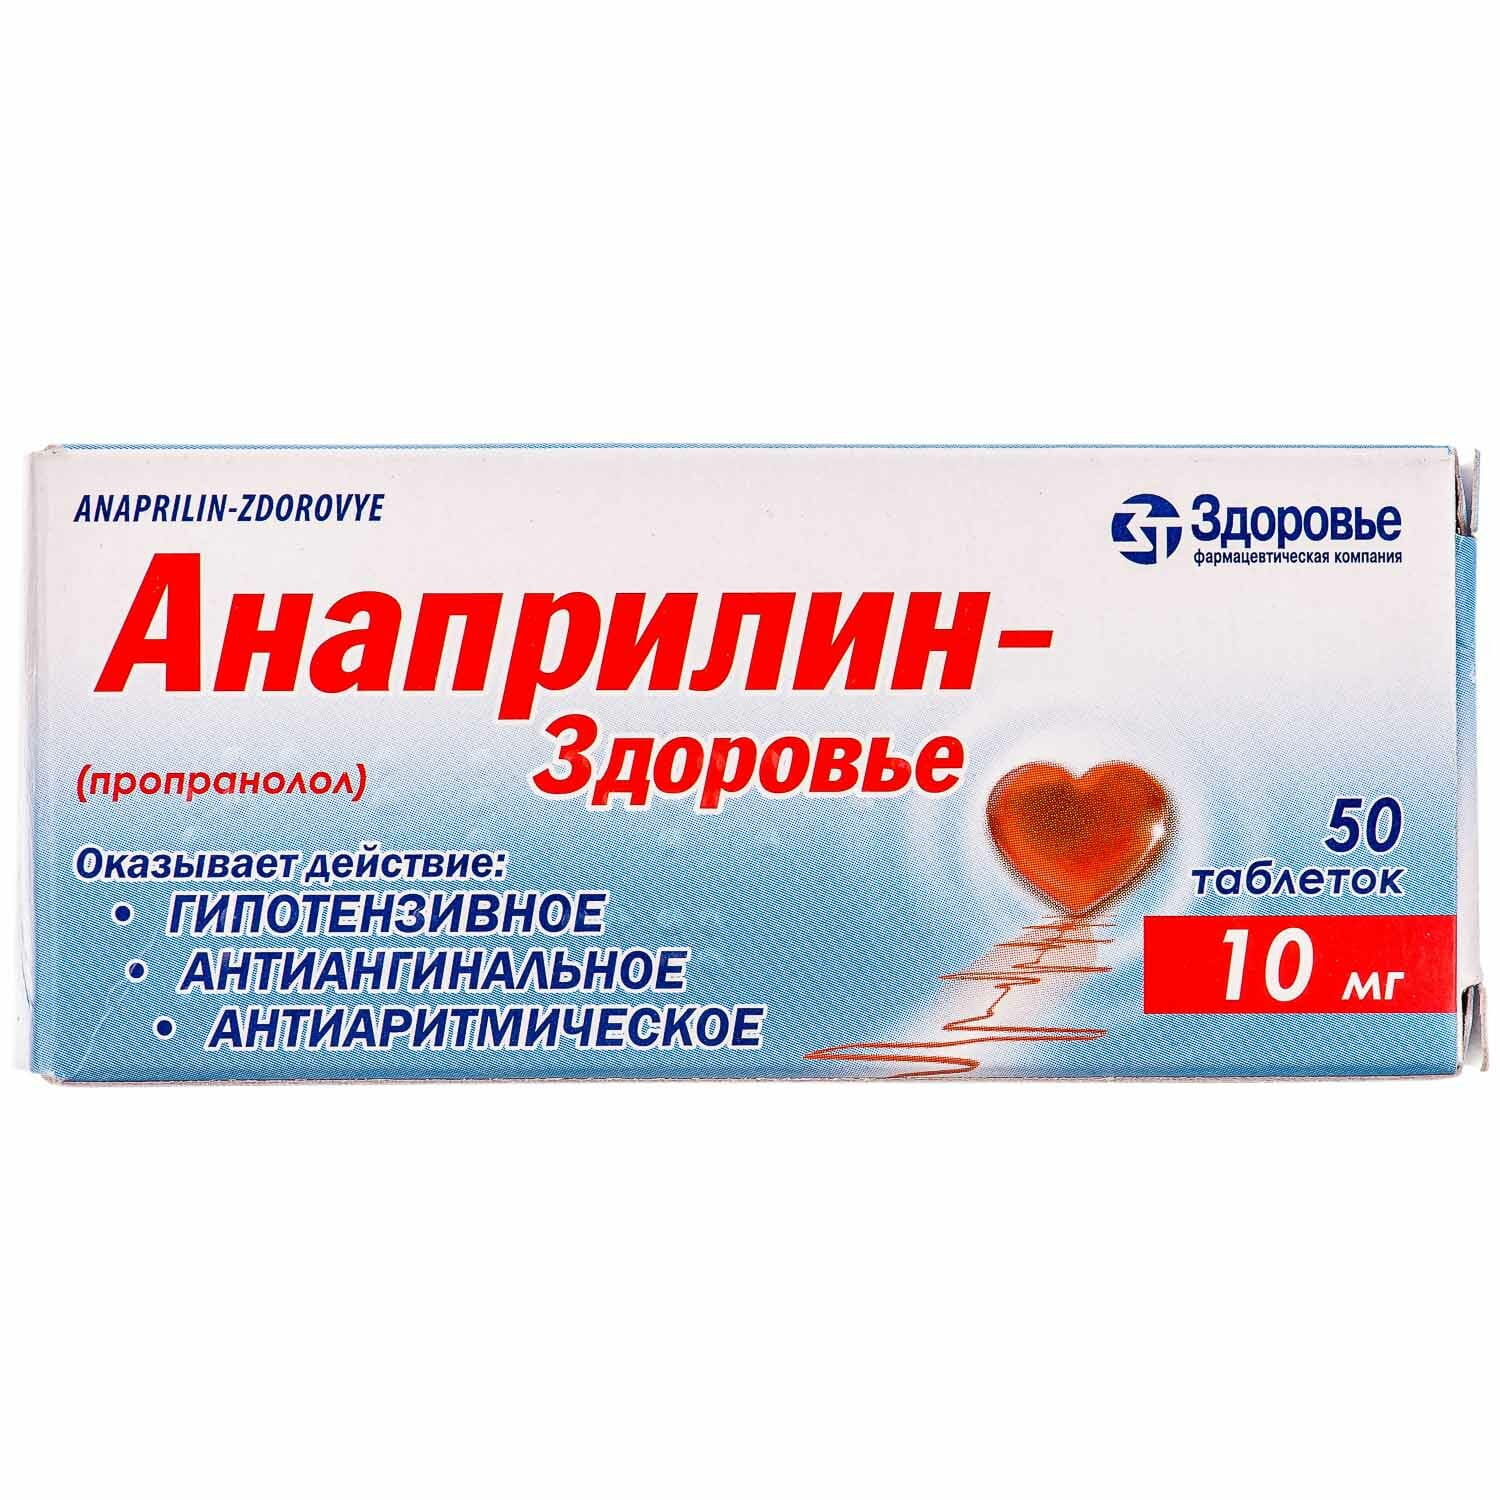 ANAPRILIN-ZDOROVYE
Здоровье
фармацевтическая компания
Анаприлин-
Здоровье
(пропранолол)
Оказывает действие:
• ГИПОТЕНЗИВНОЕ
• АНТИАНГИНАЛЬНОЕ
• АНТИАРИТМИЧЕСКОЕ
50
таблеток
10 мг